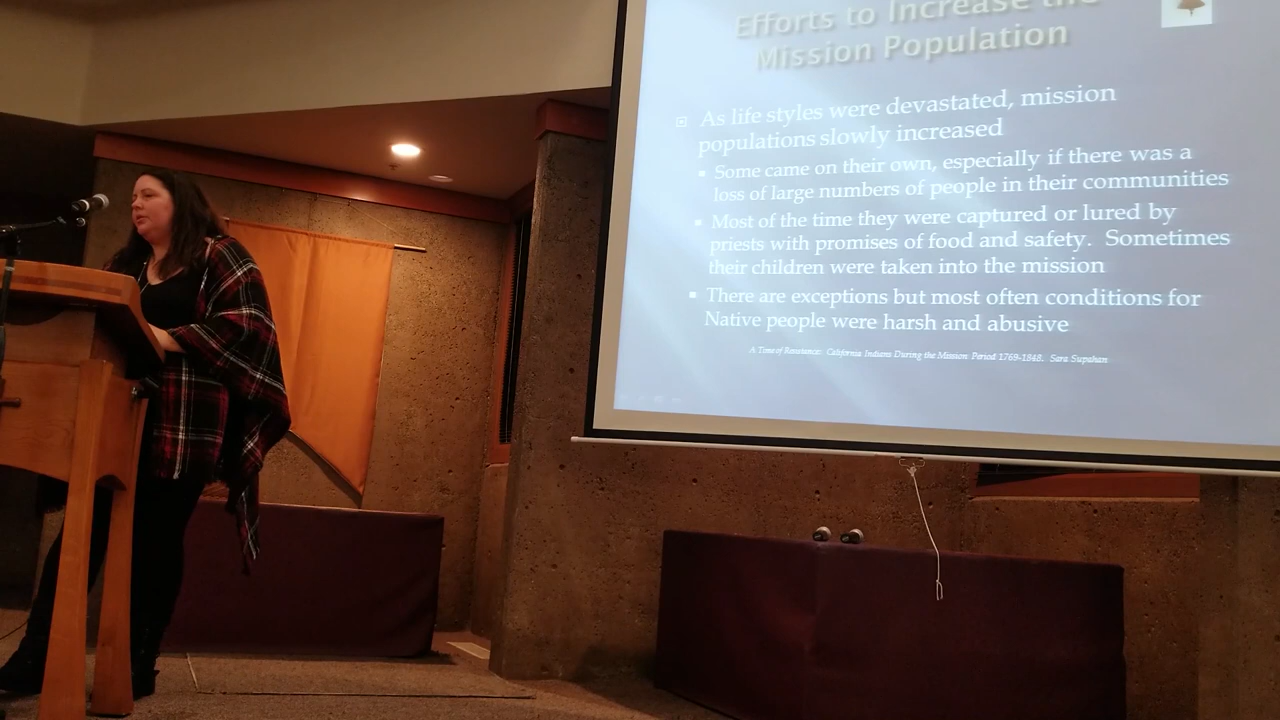 Efforts to Increase the
Mission Population
As life styles were devastated, mission
populations slowly increased
Some came on their own, especially if there was a
loss of large numbers of people in their communities
Most of the time they were captured or lured by
priests with promises of food and safety. Sometimes
their children were taken into the mission
There are exceptions but most often conditions for
Native people were harsh and abusive
A Time of Resistance: California Indians During the Mission Period 1769-1848. Sara Supahan